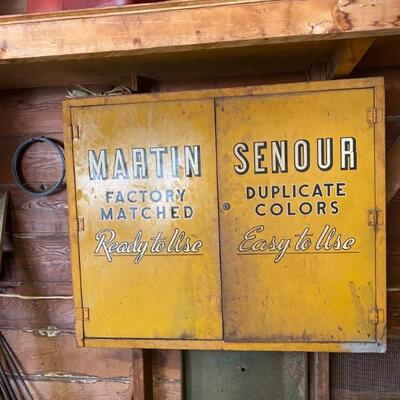 MARTIN
FACTORY
MATCHED
Ready to Use
SENOUR
DUPLICATE
COLORS
Easy to Use